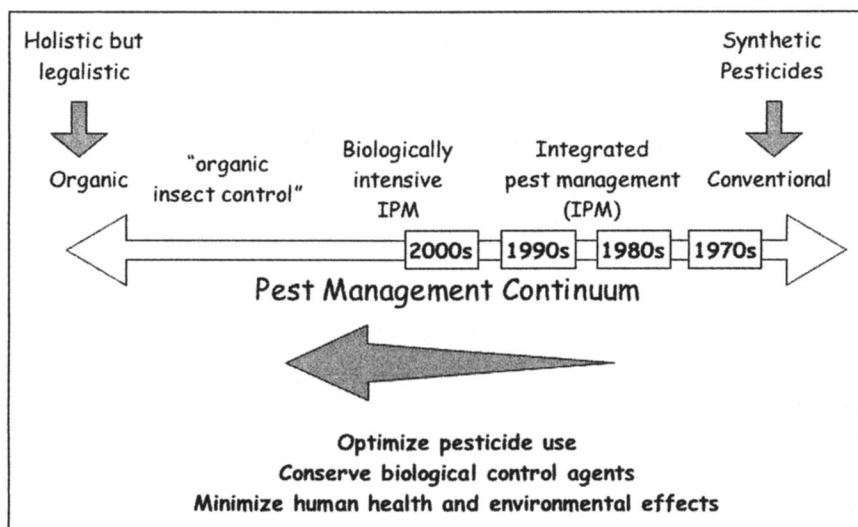 Holistic but
legalistic
Synthetic
Pesticides
Organic
"organic
insect control"
Biologically
intensive
IPM
Integrated
pest management
(IPM)
Conventional
2000s
1990s
1980s
1970s
Pest Management Continuum
Optimize pesticide use
Conserve biological control agents
Minimize human health and environmental effects